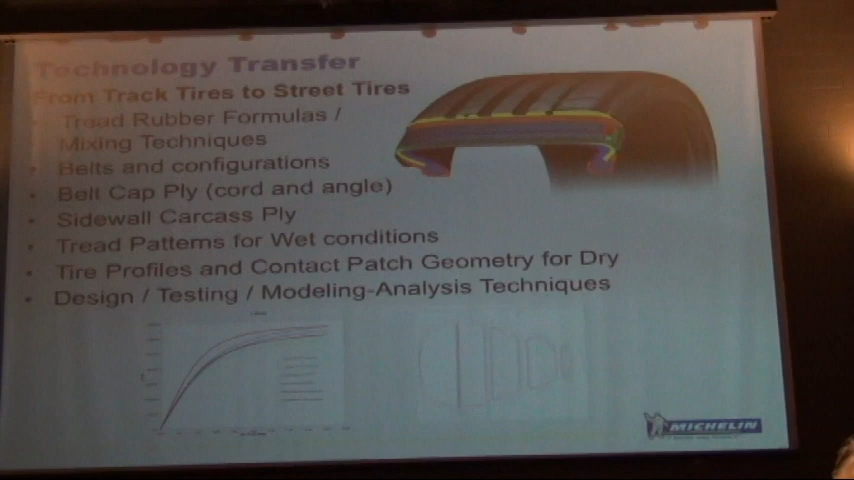 Technology Transfer
From Track Tires to Street Tires
• Tread Rubber Formulas /
Mixing Techniques
• Belts and configurations
• Belt Cap Ply (cord and angle)
• Sidewall Carcass Ply
• Tread Patterns for Wet conditions
• Tire Profiles and Contact Patch Geometry for Dry
• Design / Testing / Modeling-Analysis Techniques
MICHELIN